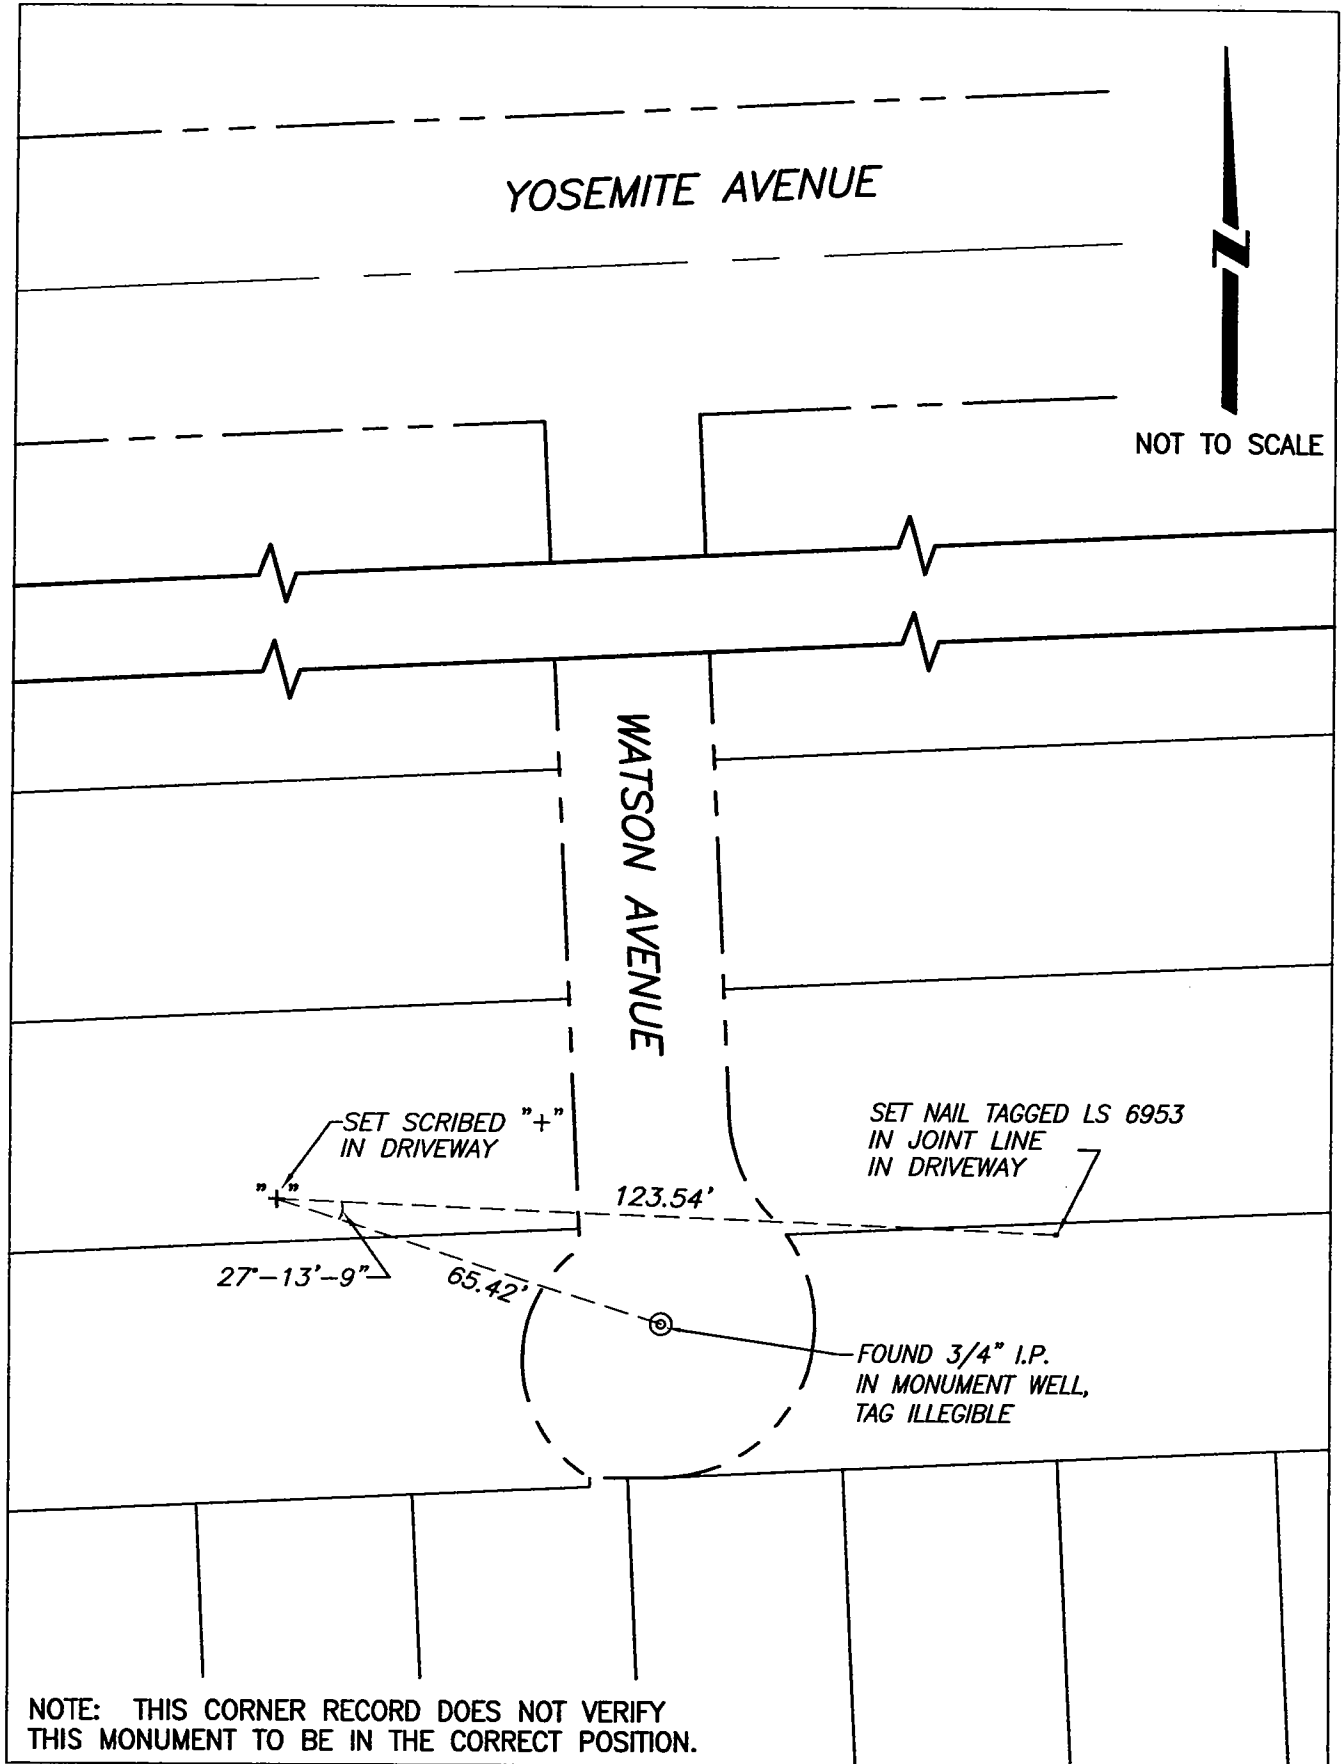 YOSEMITE AVENUE
N
NOT TO SCALE
WATSON AVENUE
SET SCRIBED "+"
IN DRIVEWAY
SET NAIL TAGGED LS 6953
IN JOINT LINE
IN DRIVEWAY
"+"
123.54'
27°-13'-9"
65.42'
FOUND 3/4" I.P.
IN MONUMENT WELL,
TAG ILLEGIBLE
NOTE: THIS CORNER RECORD DOES NOT VERIFY
THIS MONUMENT TO BE IN THE CORRECT POSITION.